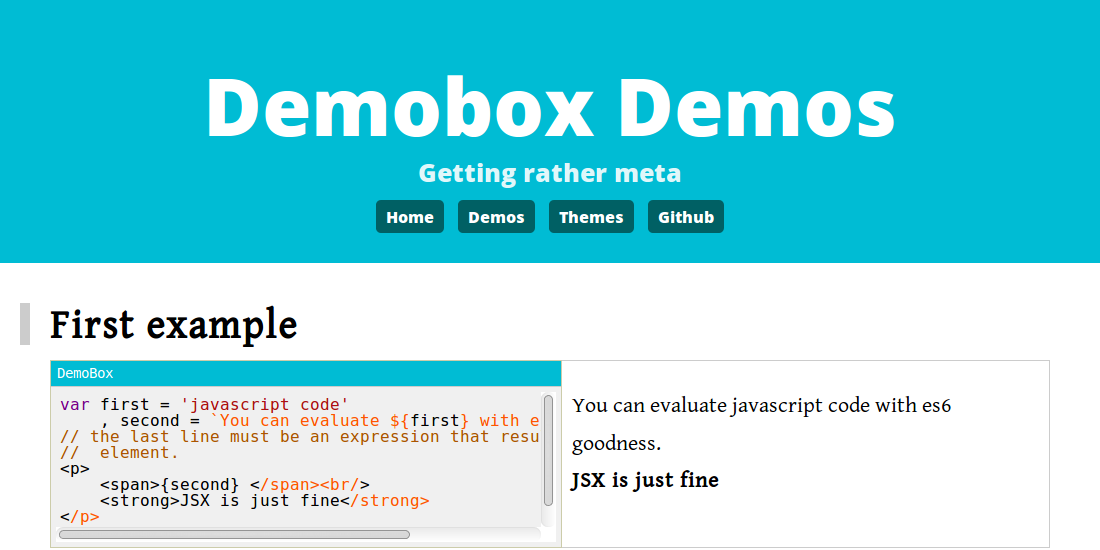 Demobox Demos
Getting rather meta
Home Demos Themes Github
First example
DemoBox
var first = 'javascript code'
, second = `You can evaluate ${first} with e
// the last line must be an expression that resu
//  element.
<p>
<span>{second} </span><br/>
<strong>JSX is just fine</strong>
</p>
You can evaluate javascript code with es6
goodness.
JSX is just fine